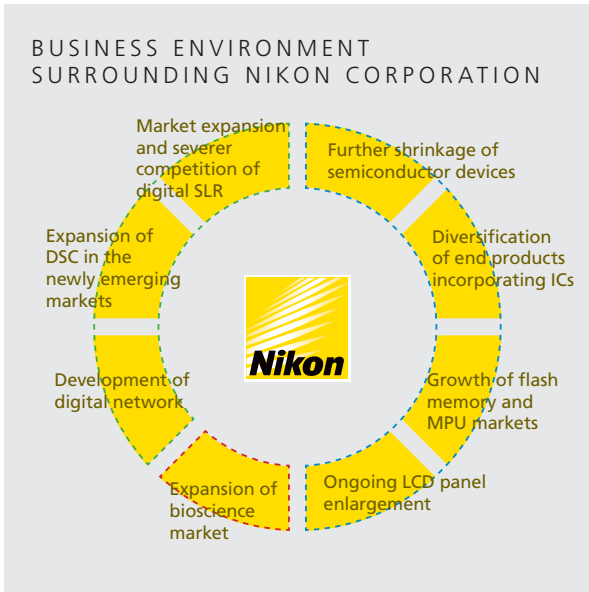 BUSINESS ENVIRONMENT
SURROUNDING NIKON CORPORATION
Market expansion
and severer
competition of
digital SLR
Further shrinkage of
semiconductor devices
Expansion of
DSC in the
newly emerging
markets
Diversification
of end products
incorporating ICs
Nikon
Development of
digital network
Growth of flash
memory and
MPU markets
Expansion of
bioscience
market
Ongoing LCD panel
enlargement